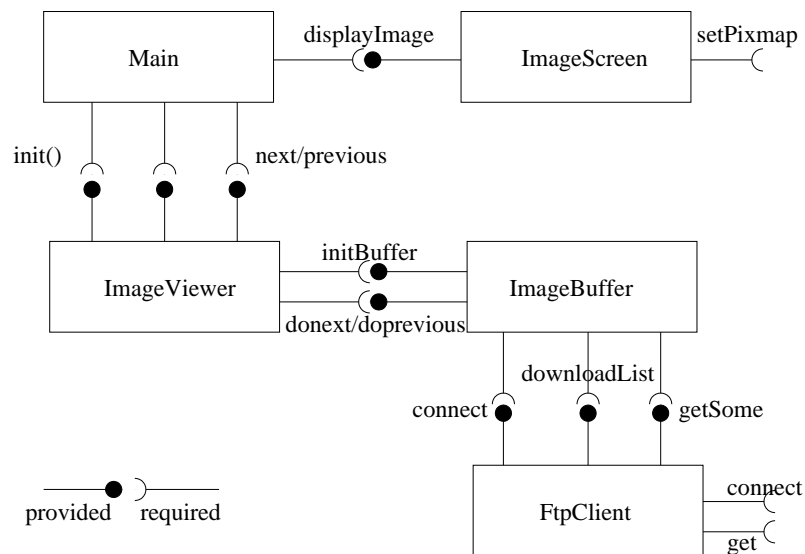 displayImage
setPixmap
Main
ImageScreen
init()
next/previous
initBuffer
ImageViewer
ImageBuffer
donext/doprevious
downloadList
connect
getSome
connect
FtpClient
provided
required
get